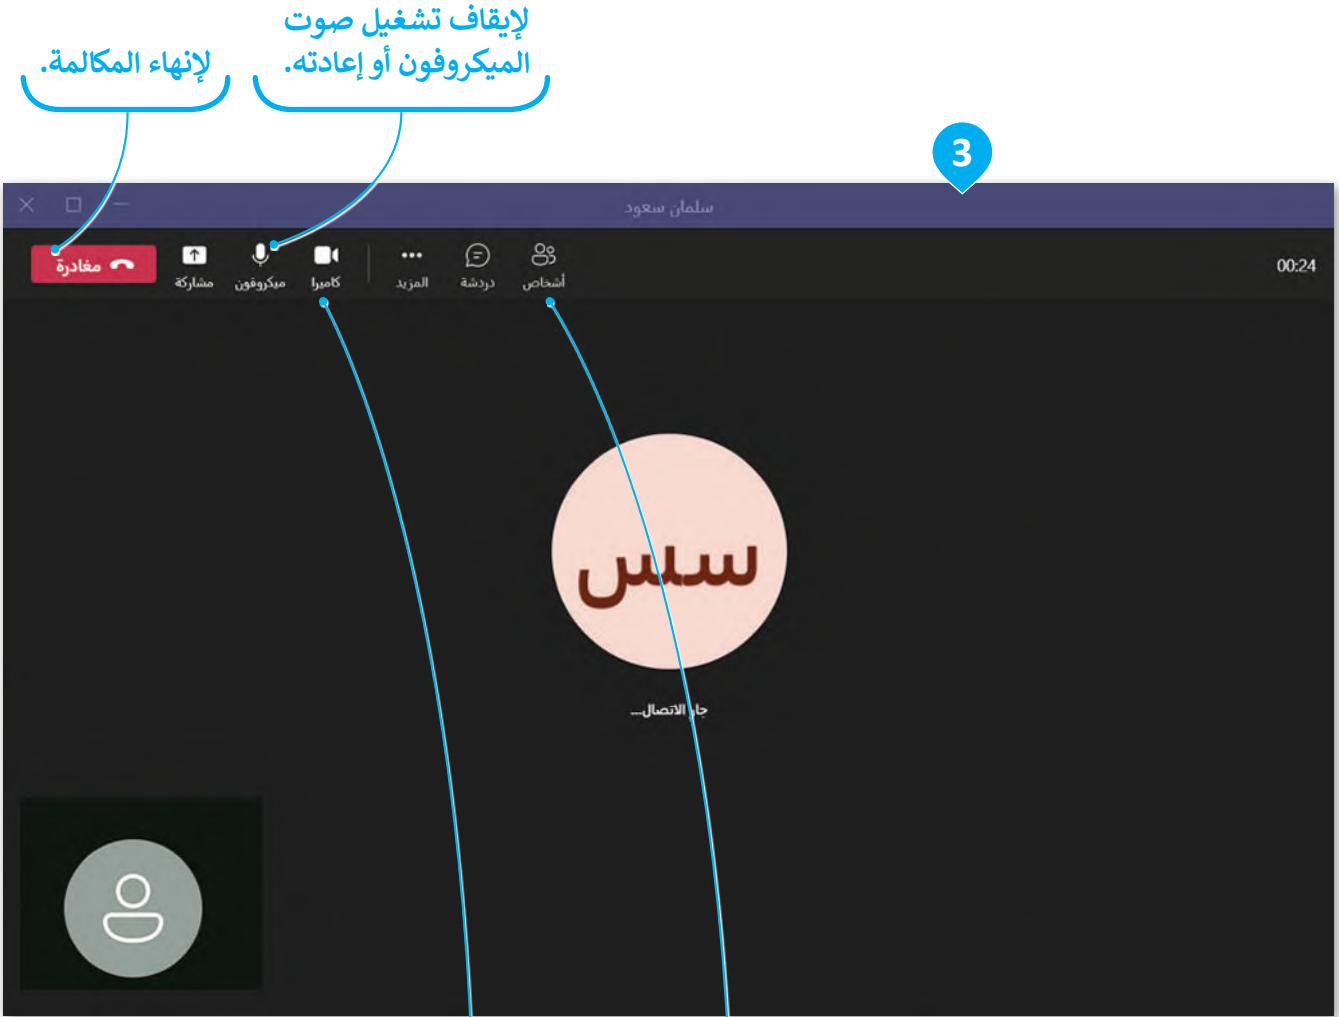 لإيقاف تشغيل صوت
الميكروفون أو إعادته.
لإنهاء المكالمة.
3
سلمان سعود
00:24
أشخاص
دردشة
المزيد
كاميرا
ميكروفون
مشاركة
مغادرة
سس
جارٍ الاتصال...